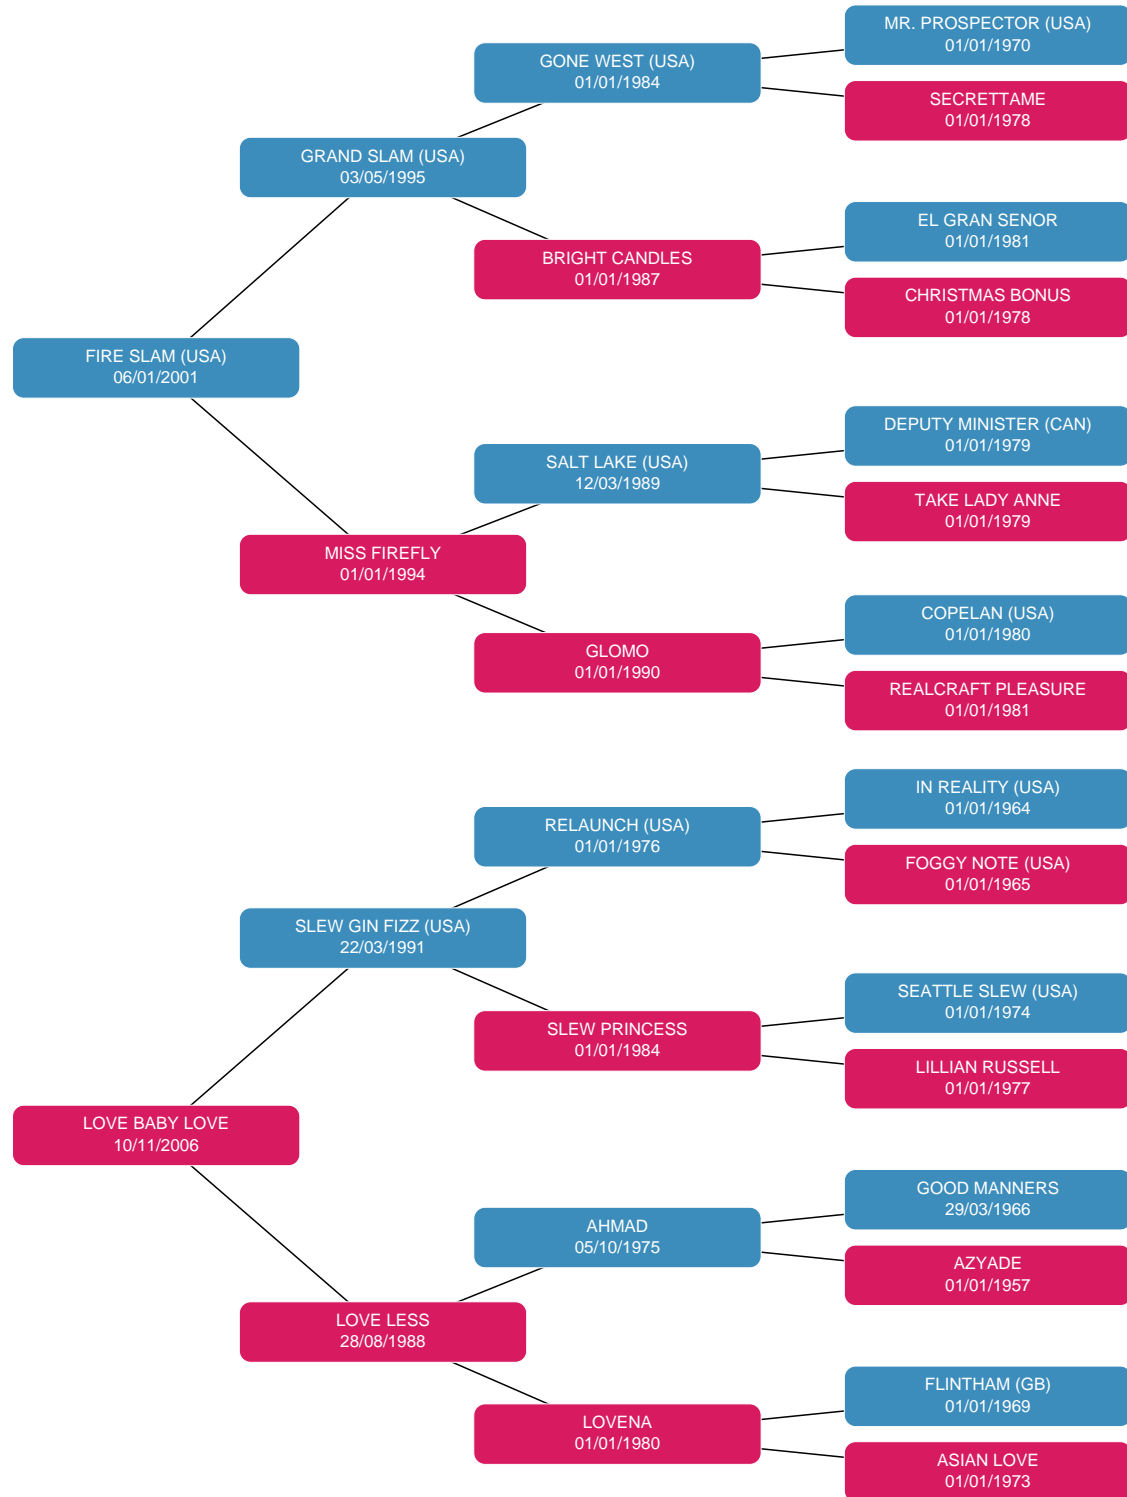 MR. PROSPECTOR (USA)
01/01/1970
GONE WEST (USA)
01/01/1984
SECRETTAME
01/01/1978
GRAND SLAM (USA)
03/05/1995
EL GRAN SENOR
01/01/1981
BRIGHT CANDLES
01/01/1987
CHRISTMAS BONUS
01/01/1978
FIRE SLAM (USA)
06/01/2001
DEPUTY MINISTER (CAN)
01/01/1979
SALT LAKE (USA)
12/03/1989
TAKE LADY ANNE
01/01/1979
MISS FIREFLY
01/01/1994
COPELAN (USA)
01/01/1980
GLOMO
01/01/1990
REALCRAFT PLEASURE
01/01/1981
IN REALITY (USA)
01/01/1964
RELAUNCH (USA)
01/01/1976
FOGGY NOTE (USA)
01/01/1965
SLEW GIN FIZZ (USA)
22/03/1991
SEATTLE SLEW (USA)
01/01/1974
SLEW PRINCESS
01/01/1984
LILLIAN RUSSELL
01/01/1977
LOVE BABY LOVE
10/11/2006
GOOD MANNERS
29/03/1966
AHMAD
05/10/1975
AZYADE
01/01/1957
LOVE LESS
28/08/1988
FLINTHAM (GB)
01/01/1969
LOVENA
01/01/1980
ASIAN LOVE
01/01/1973